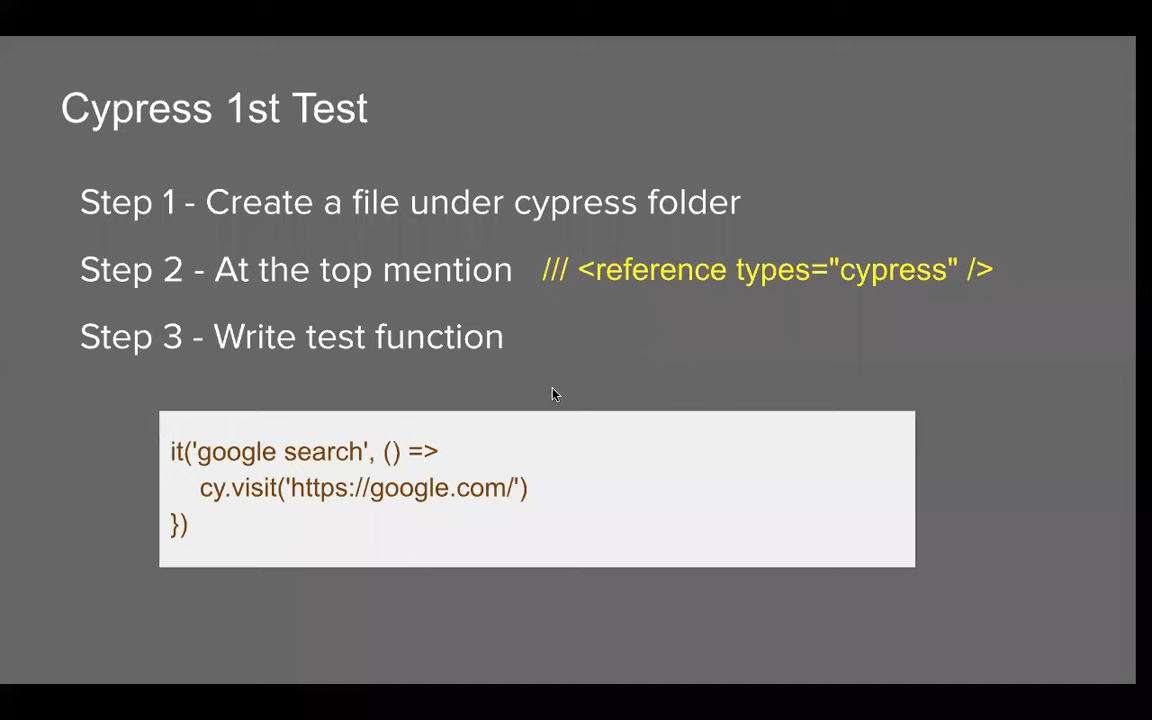 Cypress 1st Test
Step 1 - Create a file under cypress folder
Step 2 - At the top mention /// <reference types="cypress" />
Step 3 - Write test function
it('google search', () =>
cy.visit('https://google.com/')
})